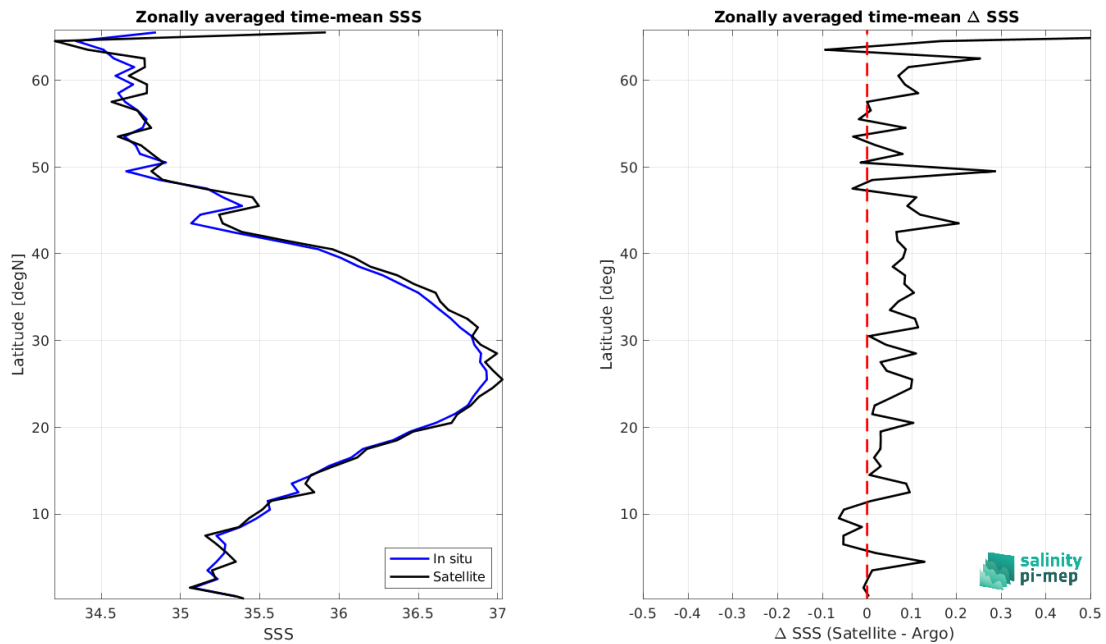 Zonally averaged time-mean SSS
Latitude [degN]
60
50
40
30
20
10
34.5
35
35.5
36
36.5
37
SSS
In situ
Satellite
Zonally averaged time-mean Δ SSS
Latitude [deg]
60
50
40
30
20
10
-0.5
-0.4
-0.3
-0.2
-0.1
0
0.1
0.2
0.3
0.4
0.5
Δ SSS (Satellite - Argo)
salinity
pi-mep